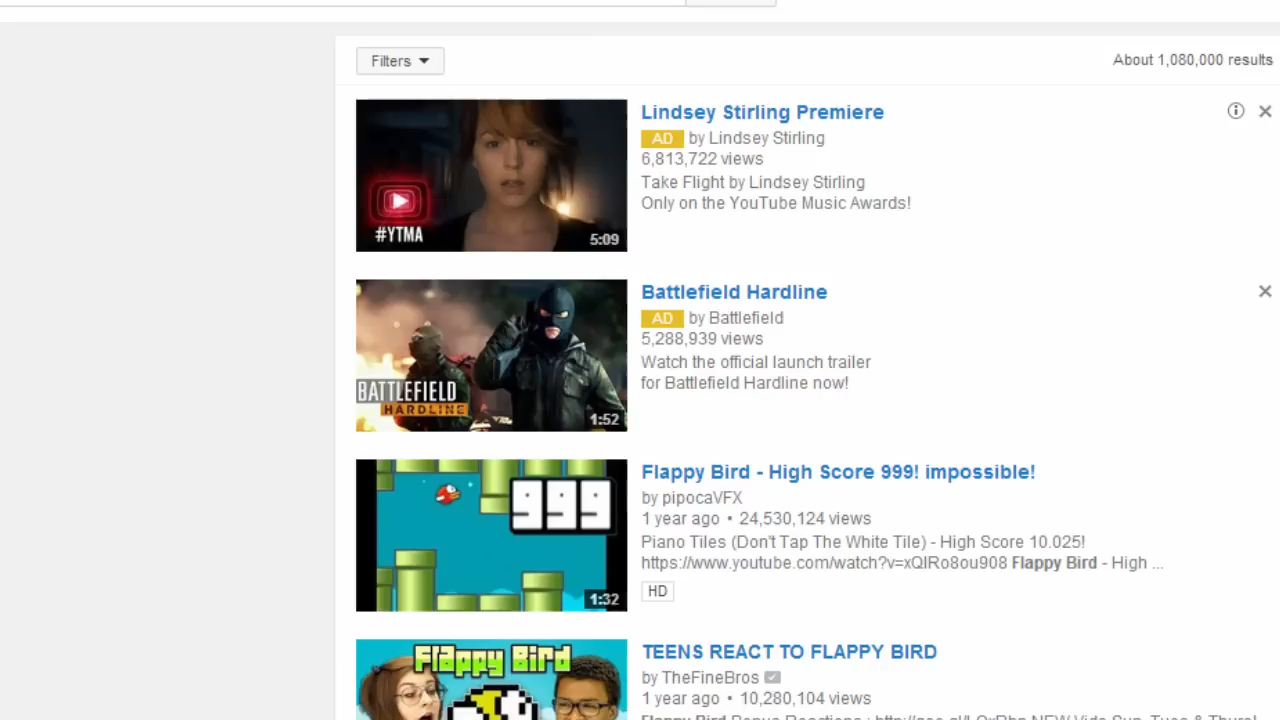 Filters
About 1,080,000 results
#YTMA
5:09
Lindsey Stirling Premiere
AD by Lindsey Stirling
6,813,722 views
Take Flight by Lindsey Stirling
Only on the YouTube Music Awards!
BATTLEFIELD
HARDLINE
1:52
Battlefield Hardline
AD by Battlefield
5,288,939 views
Watch the official launch trailer
for Battlefield Hardline now!
999
1:32
Flappy Bird - High Score 999! impossible!
by pipocaVFX
1 year ago • 24,530,124 views
Piano Tiles (Don't Tap The White Tile) - High Score 10.025!
https://www.youtube.com/watch?v=xQIRo8ou908 Flappy Bird - High ...
HD
Flappy Bird
TEENS REACT TO FLAPPY BIRD
by TheFineBros
1 year ago • 10,280,104 views
Flappy Bird Bonus Reactions